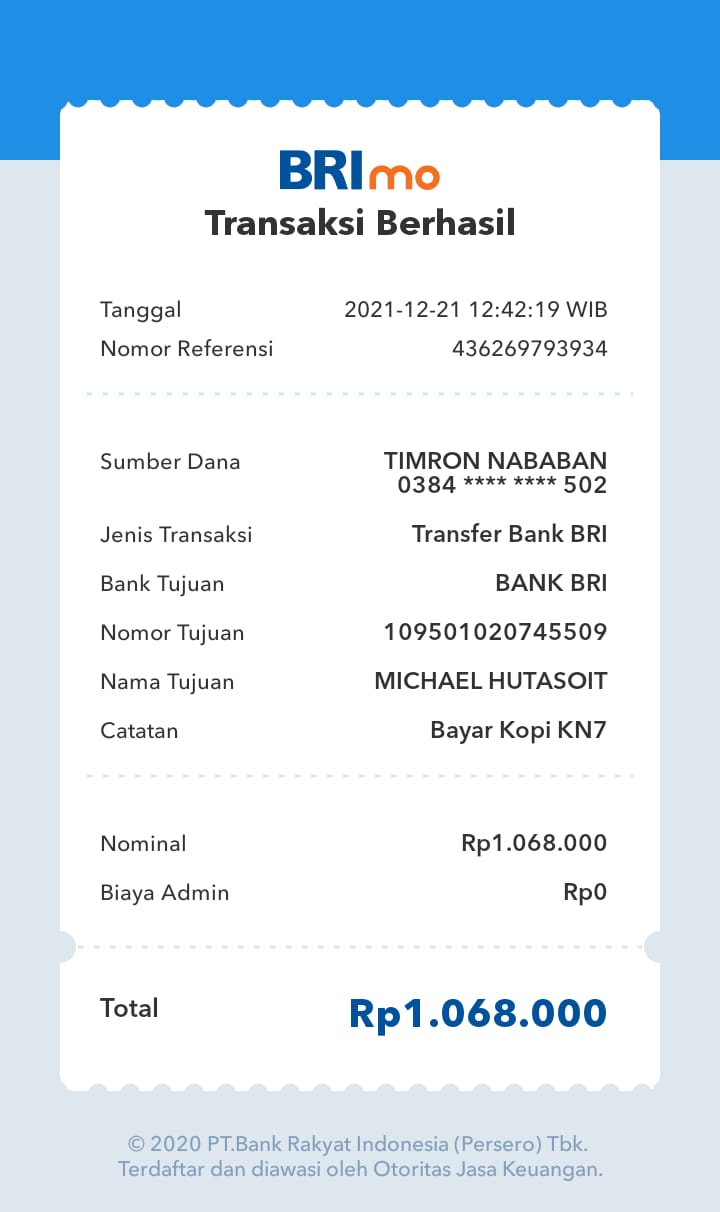 BRImo
Transaksi Berhasil
Tanggal 2021-12-21 12:42:19 WIB
Nomor Referensi 436269793934
Sumber Dana TIMRON NABABAN
0384 **** **** 502
Jenis Transaksi Transfer Bank BRI
Bank Tujuan BANK BRI
Nomor Tujuan 109501020745509
Nama Tujuan MICHAEL HUTASOIT
Catatan Bayar Kopi KN7
Nominal Rp1.068.000
Biaya Admin Rp0
Total Rp1.068.000
© 2020 PT.Bank Rakyat Indonesia (Persero) Tbk.
Terdaftar dan diawasi oleh Otoritas Jasa Keuangan.